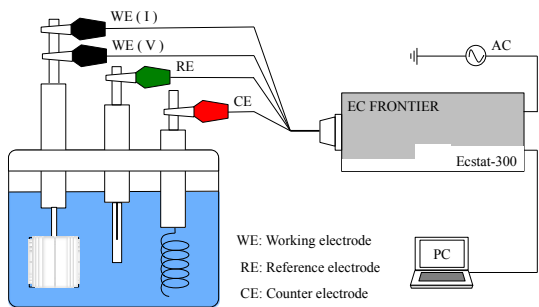 WE ( I )
WE ( V )
RE
CE
AC
EC FRONTIER
Ecstat-300
PC
WE: Working electrode
RE: Reference electrode
CE: Counter electrode